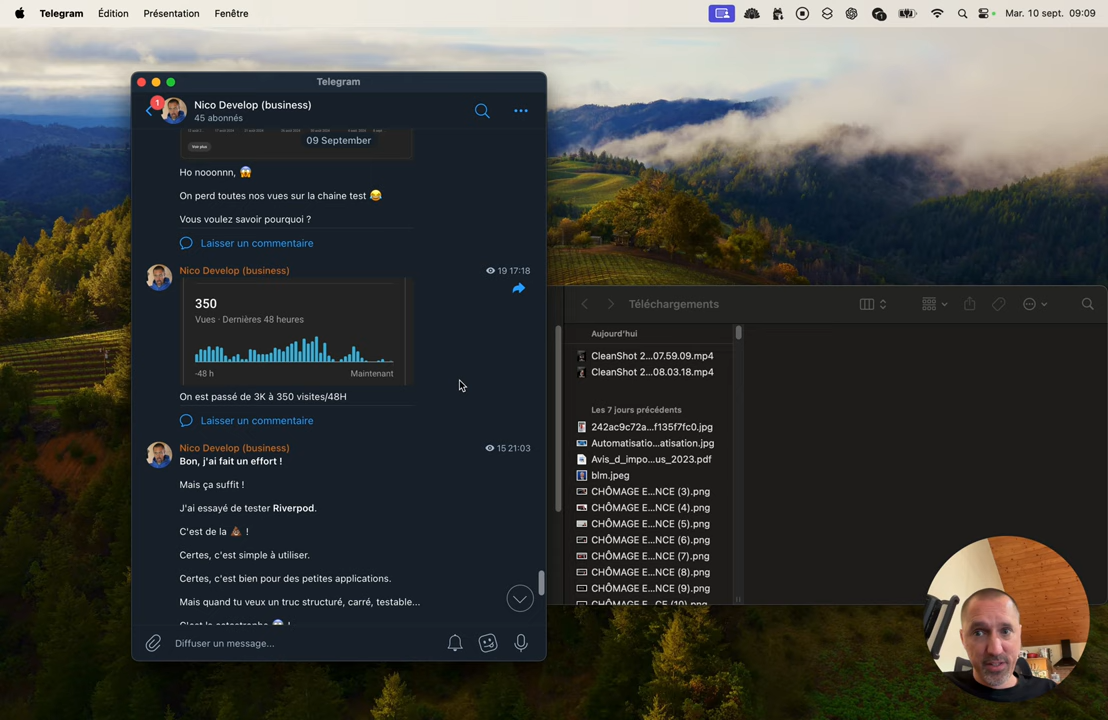 Telegram Édition Présentation Fenêtre
1
Mar. 10 sept. 09:09
Telegram
1
Nico Develop (business)
45 abonnés
Voir plus
09 September
Ho nooonnn, 😱
On perd toutes nos vues sur la chaine test 😂
Vous voulez savoir pourquoi ?
Laisser un commentaire
Nico Develop (business)
19 17:18
350
Vues · Dernières 48 heures
-48 h
Maintenant
On est passé de 3K à 350 visites/48H
Laisser un commentaire
Nico Develop (business)
15 21:03
Bon, j'ai fait un effort !
Mais ça suffit !
J'ai essayé de tester Riverpod.
C'est de la 💩 !
Certes, c'est simple à utiliser.
Certes, c'est bien pour des petites applications.
Mais quand tu veux un truc structuré, carré, testable...
Diffuser un message...
Téléchargements
Aujourd'hui
CleanShot 2...07.59.09.mp4
CleanShot 2...08.03.18.mp4
Les 7 jours précédents
242ac9c72a...f135f7fc0.jpg
Automatisatio...atisation.jpg
Avis_d_impo...us_2023.pdf
blm.jpeg
CHÔMAGE E...NCE (3).png
CHÔMAGE E...NCE (4).png
CHÔMAGE E...NCE (5).png
CHÔMAGE E...NCE (6).png
CHÔMAGE E...NCE (7).png
CHÔMAGE E...NCE (8).png
CHÔMAGE E...NCE (9).png